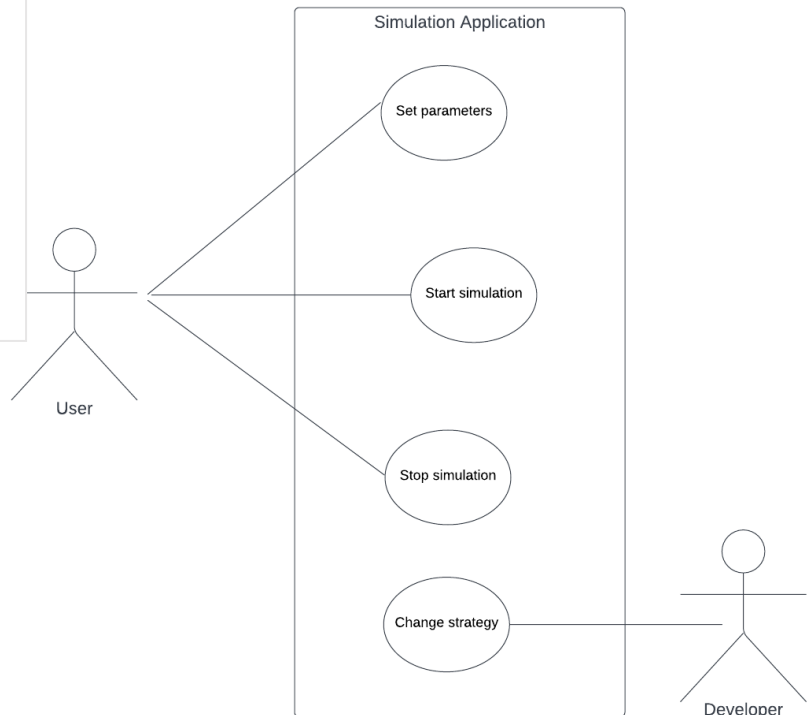 Simulation Application
Set parameters
Start simulation
User
Stop simulation
Change strategy
Developer